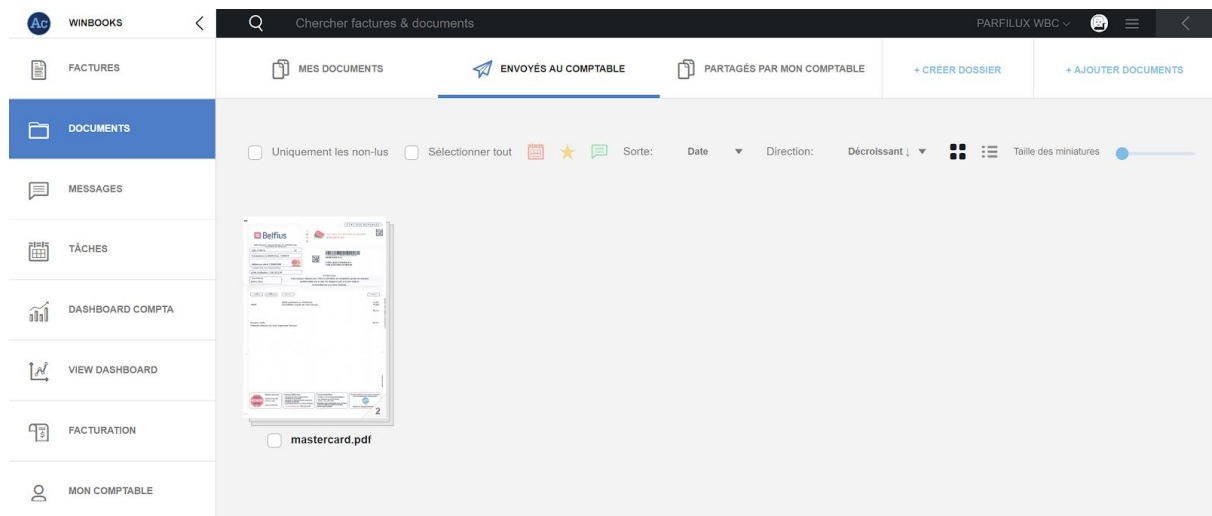 Ac WINBOOKS
Chercher factures & documents
PARFILUX WBC
FACTURES
MES DOCUMENTS
ENVOYÉS AU COMPTABLE
PARTAGÉS PAR MON COMPTABLE
+ CRÉER DOSSIER
+ AJOUTER DOCUMENTS
DOCUMENTS
Uniquement les non-lus Sélectionner tout Sorte: Date Direction: Décroissant ↓ Taille des miniatures
MESSAGES
TÂCHES
DASHBOARD COMPTA
VIEW DASHBOARD
FACTURATION
MON COMPTABLE
Belfius
2
mastercard.pdf